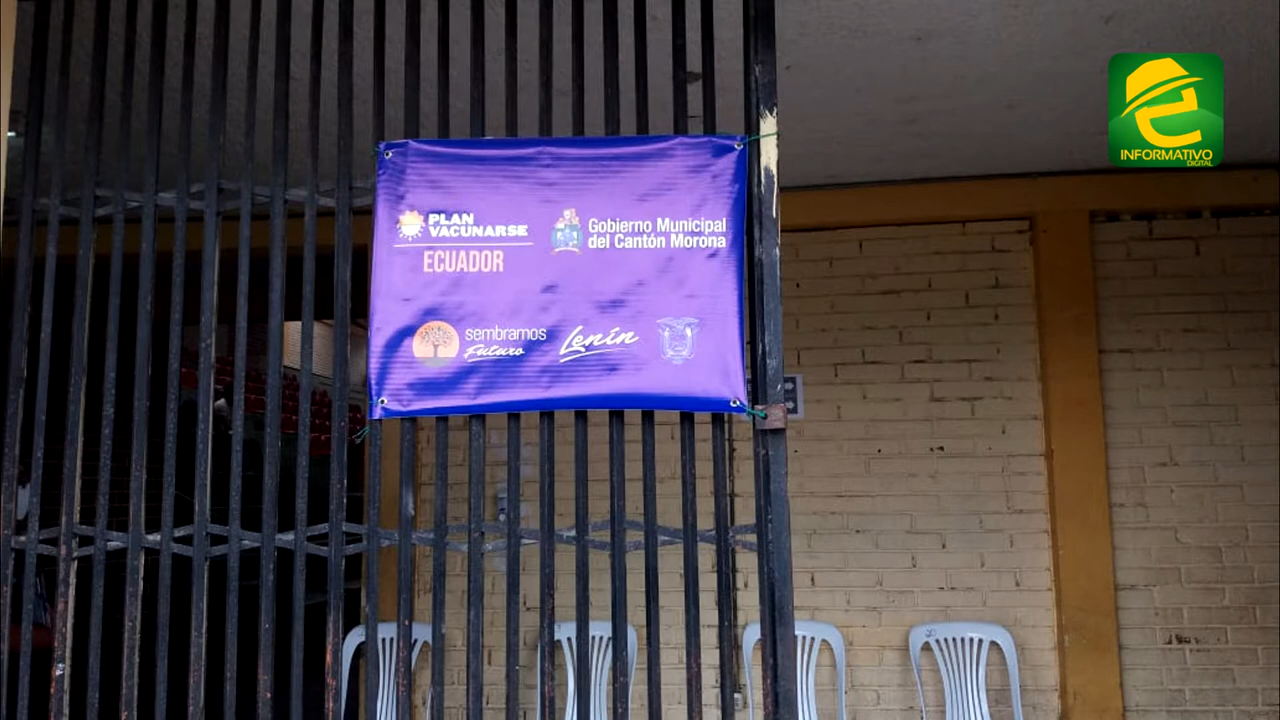 PLAN
VACUNARSE
ECUADOR
Gobierno Municipal
del Cantón Morona
sembramos
Futuro
Lenín
INFORMATIVO
DIGITAL